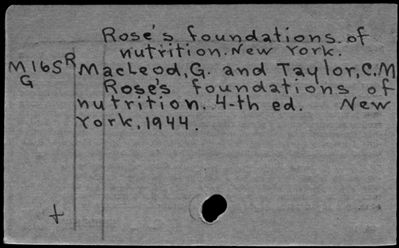 Rose's foundations of
nutrition. New York.
M165R MacLeod, G. and Taylor, C.M
G Rose's foundations of
nutrition. 4-th ed. New
York, 1944.
+